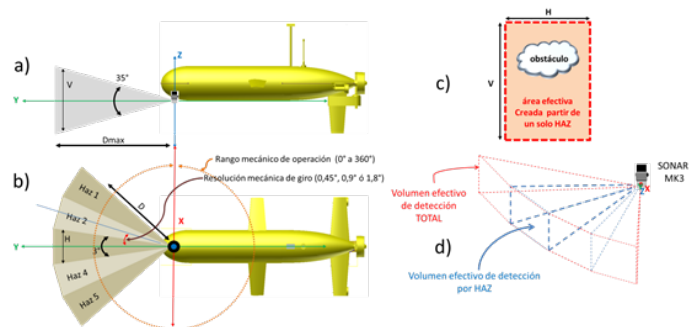 a)
Z
35°
V
Y
Dmax
H
V
obstáculo
c)
área efectiva
Creada partir de
un solo HAZ
Rango mecánico de operación (0° a 360°)
Resolución mecánica de giro (0,45°, 0,9° ó 1,8°)
b)
Haz 1
D
X
Haz 2
Y
H
3°
Haz 4
Haz 5
SONAR
MK3
Z
X
Volumen efectivo
de detección
TOTAL
d)
Volumen efectivo de detección
por HAZ